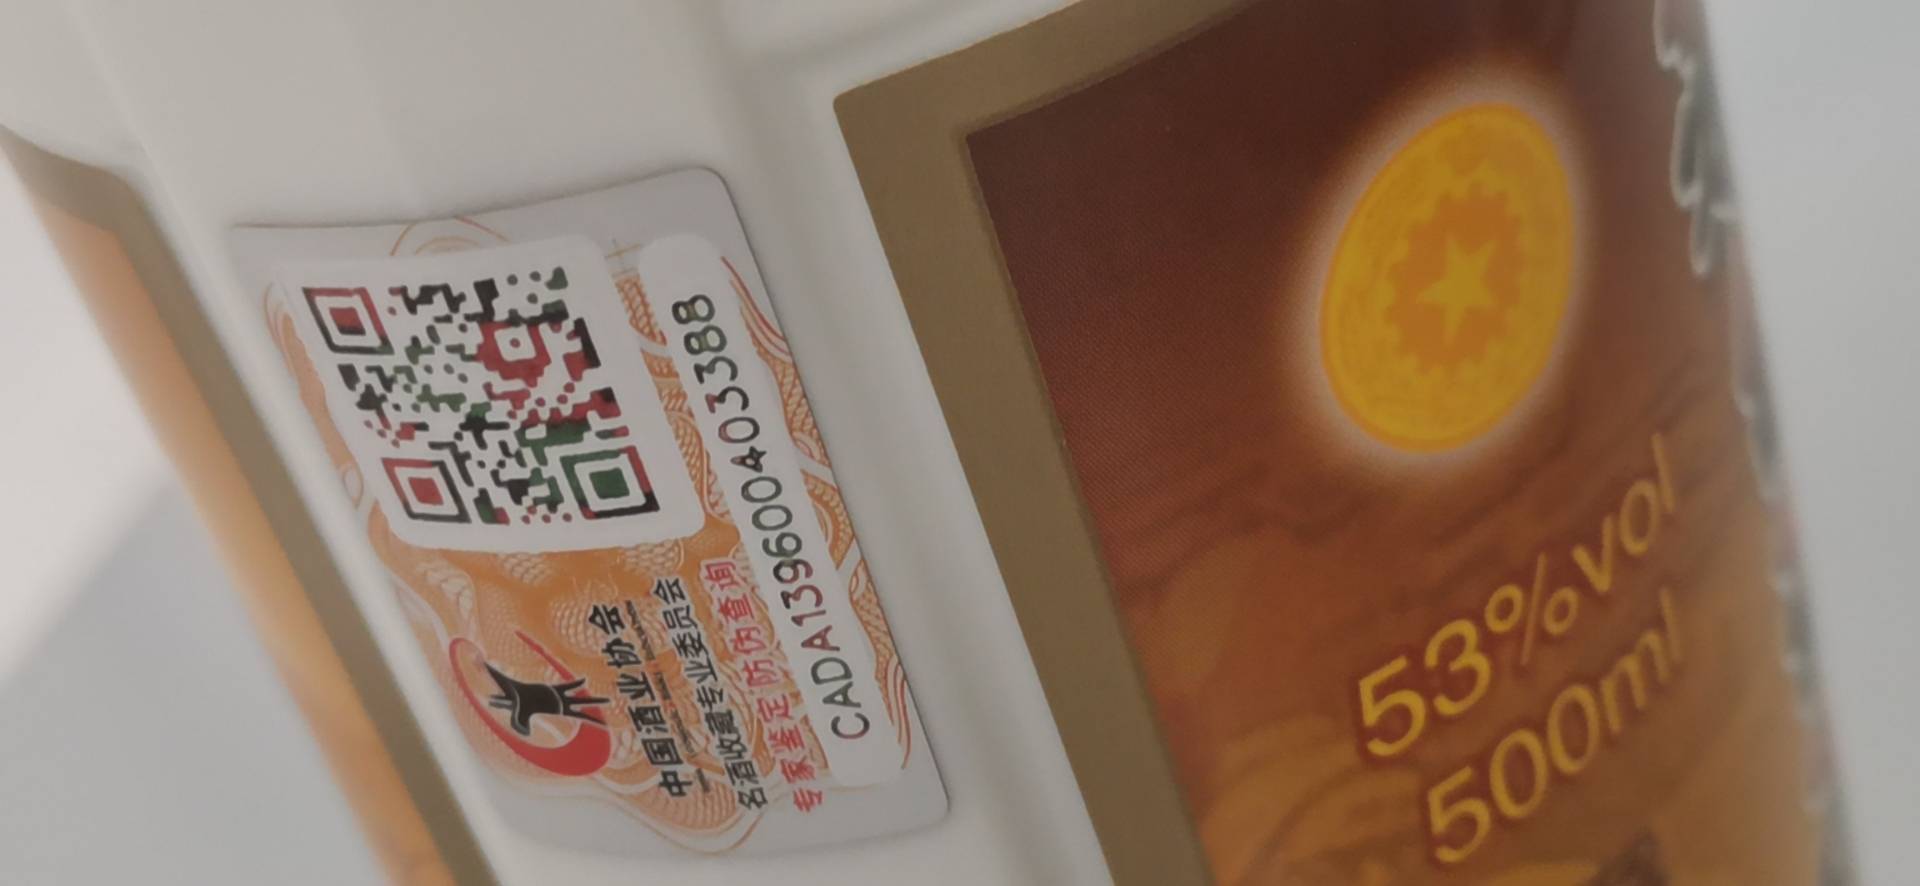 中国酒业协会
名酒收藏专业委员会
专家鉴定防伪查询
CADA139600403388
53%vol
500ml